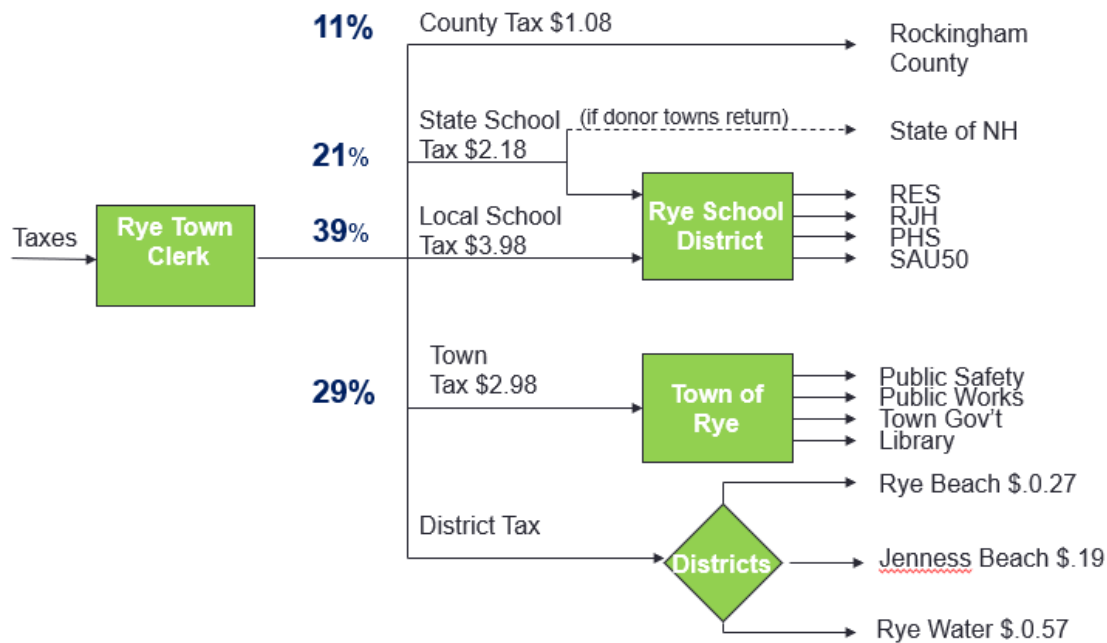 11%
County Tax $1.08
Rockingham
County
State School
Tax $2.18
(if donor towns return)
State of NH
21%
Taxes
Rye Town
Clerk
39%
Local School
Tax $3.98
Rye School
District
RES
RJH
PHS
SAU50
29%
Town
Tax $2.98
Town of
Rye
Public Safety
Public Works
Town Gov't
Library
District Tax
Districts
Rye Beach $.0.27
Jenness Beach $.19
Rye Water $.0.57